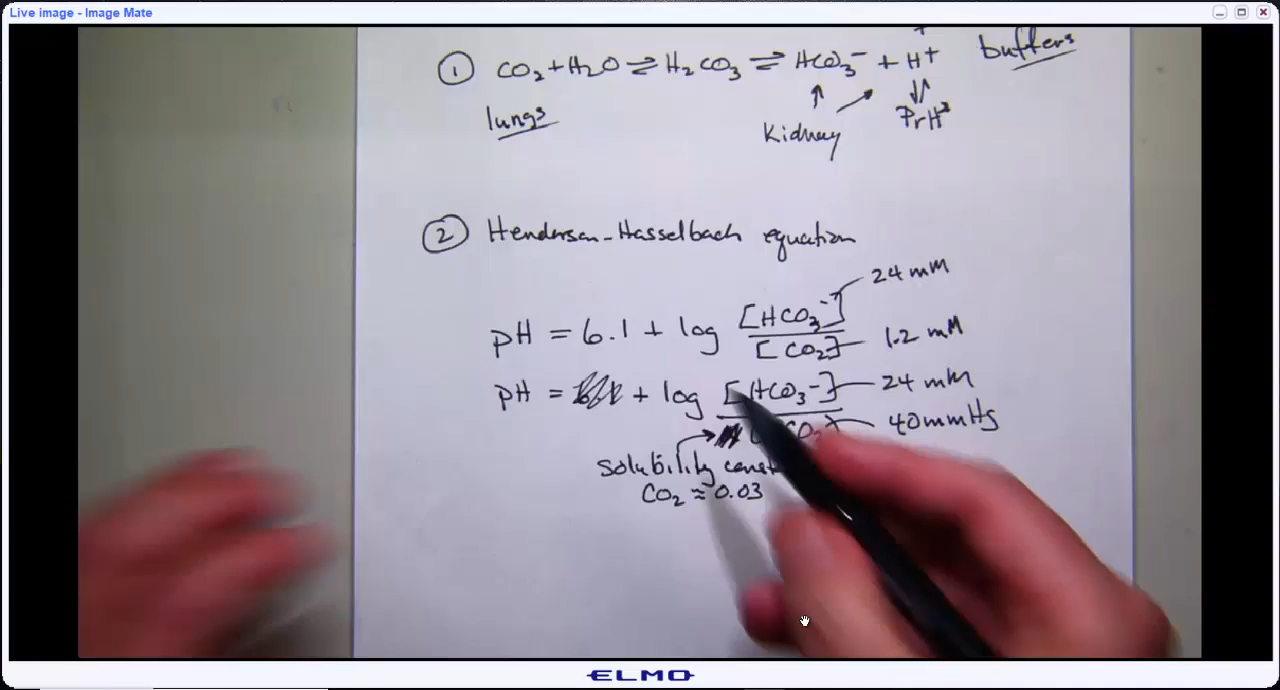 Live image - Image Mate
① CO₂ + H₂O ⇌ H₂CO₃ ⇌ HCO₃⁻ + H⁺ buffers
lungs
Kidney
② Henderson-Hasselbach equation
pH = 6.1 + log [HCO₃⁻] 24 mM
[CO₂] 1.2 mM
pH = + log [HCO₃⁻] 24 mM
40 mmHg
solubility
CO₂ ≈ 0.03
ELMO